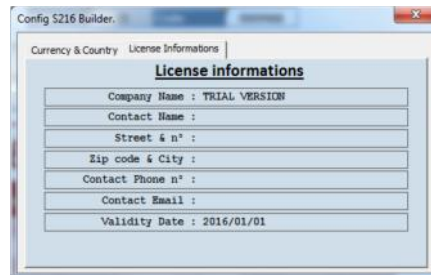 Config S216 Builder.
Currency & Country License Informations
License informations
Company Name : TRIAL VERSION
Contact Name :
Street & n° :
Zip code & City :
Contact Phone n° :
Contact Email :
Validity Date : 2016/01/01